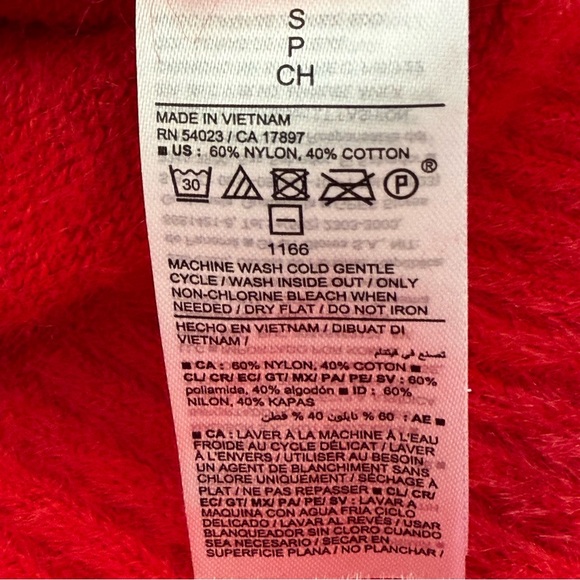 S
P
CH
MADE IN VIETNAM
RN 54023 / CA 17897
■ US : 60% NYLON, 40% COTTON
30 P ®
1166
MACHINE WASH COLD GENTLE
CYCLE / WASH INSIDE OUT / ONLY
NON-CHLORINE BLEACH WHEN
NEEDED / DRY FLAT / DO NOT IRON
HECHO EN VIETNAM / DIBUAT DI
VIETNAM /
تصنع في فيتنام
■ CA : 60% NYLON, 40% COTON ■
CL/ CR/ EC/ GT/ MX/ PA/ PE/ SV : 60%
poliamida, 40% algodón ■ ID : 60%
NILON, 40% KAPAS
■ AE : 60 % نايلون 40 % قطن
■ CA : LAVER À LA MACHINE À L'EAU
FROIDE AU CYCLE DÉLICAT / LAVER
À L'ENVERS / UTILISER AU BESOIN
UN AGENT DE BLANCHIMENT SANS
CHLORE UNIQUEMENT / SÉCHAGE À
PLAT / NE PAS REPASSER ■ CL/ CR/
EC/ GT/ MX/ PA/ PE/ SV : LAVAR A
MAQUINA CON AGUA FRIA CICLO
DELICADO / LAVAR AL REVÉS / USAR
BLANQUEADOR SIN CLORO CUANDO
SEA NECESARIO / SECAR EN
SUPERFICIE PLANA / NO PLANCHAR /